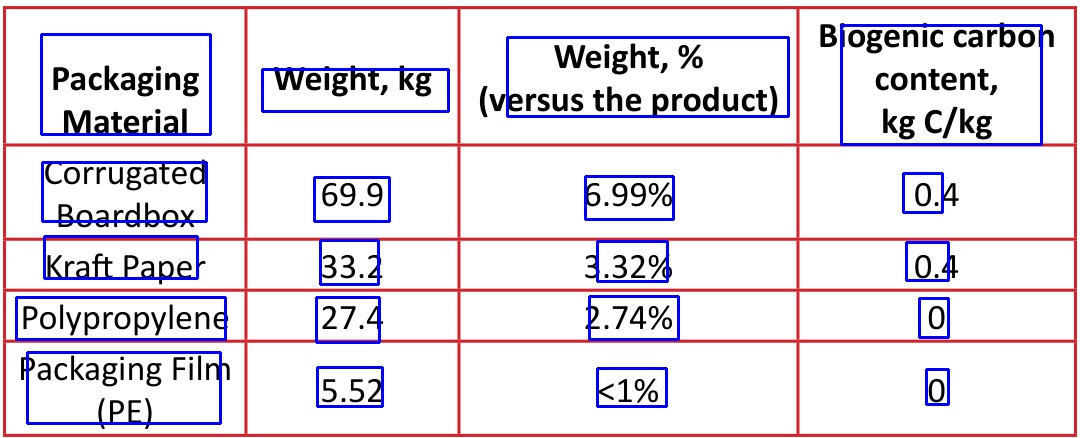 Packaging
Material
Weight, kg
Weight, %
(versus the product)
Biogenic carbon
content,
kg C/kg
Corrugated
Boardbox
69.9
6.99%
0.4
Kraft Paper
33.2
3.32%
0.4
Polypropylene
27.4
2.74%
0
Packaging Film
(PE)
5.52
<1%
0